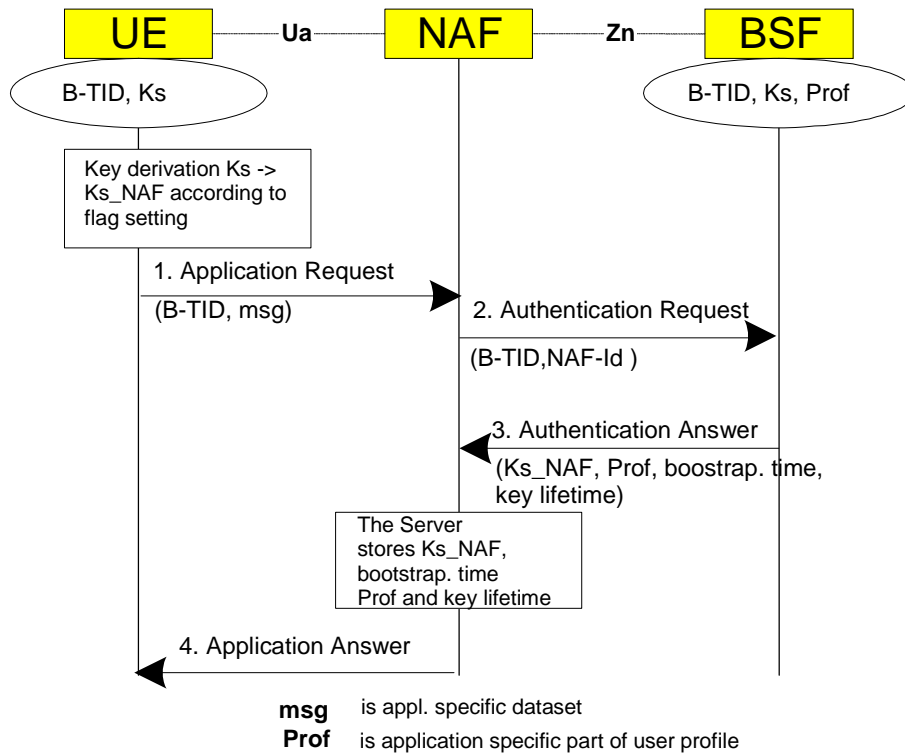 UE
Ua
NAF
Zn
BSF
B-TID, Ks
B-TID, Ks, Prof
Key derivation Ks ->
Ks_NAF according to
flag setting
1. Application Request
(B-TID, msg)
2. Authentication Request
(B-TID,NAF-Id )
3. Authentication Answer
(Ks_NAF, Prof, boostrap. time,
key lifetime)
The Server
stores Ks_NAF,
bootstrap. time
Prof and key lifetime
4. Application Answer
msg is appl. specific dataset
Prof is application specific part of user profile